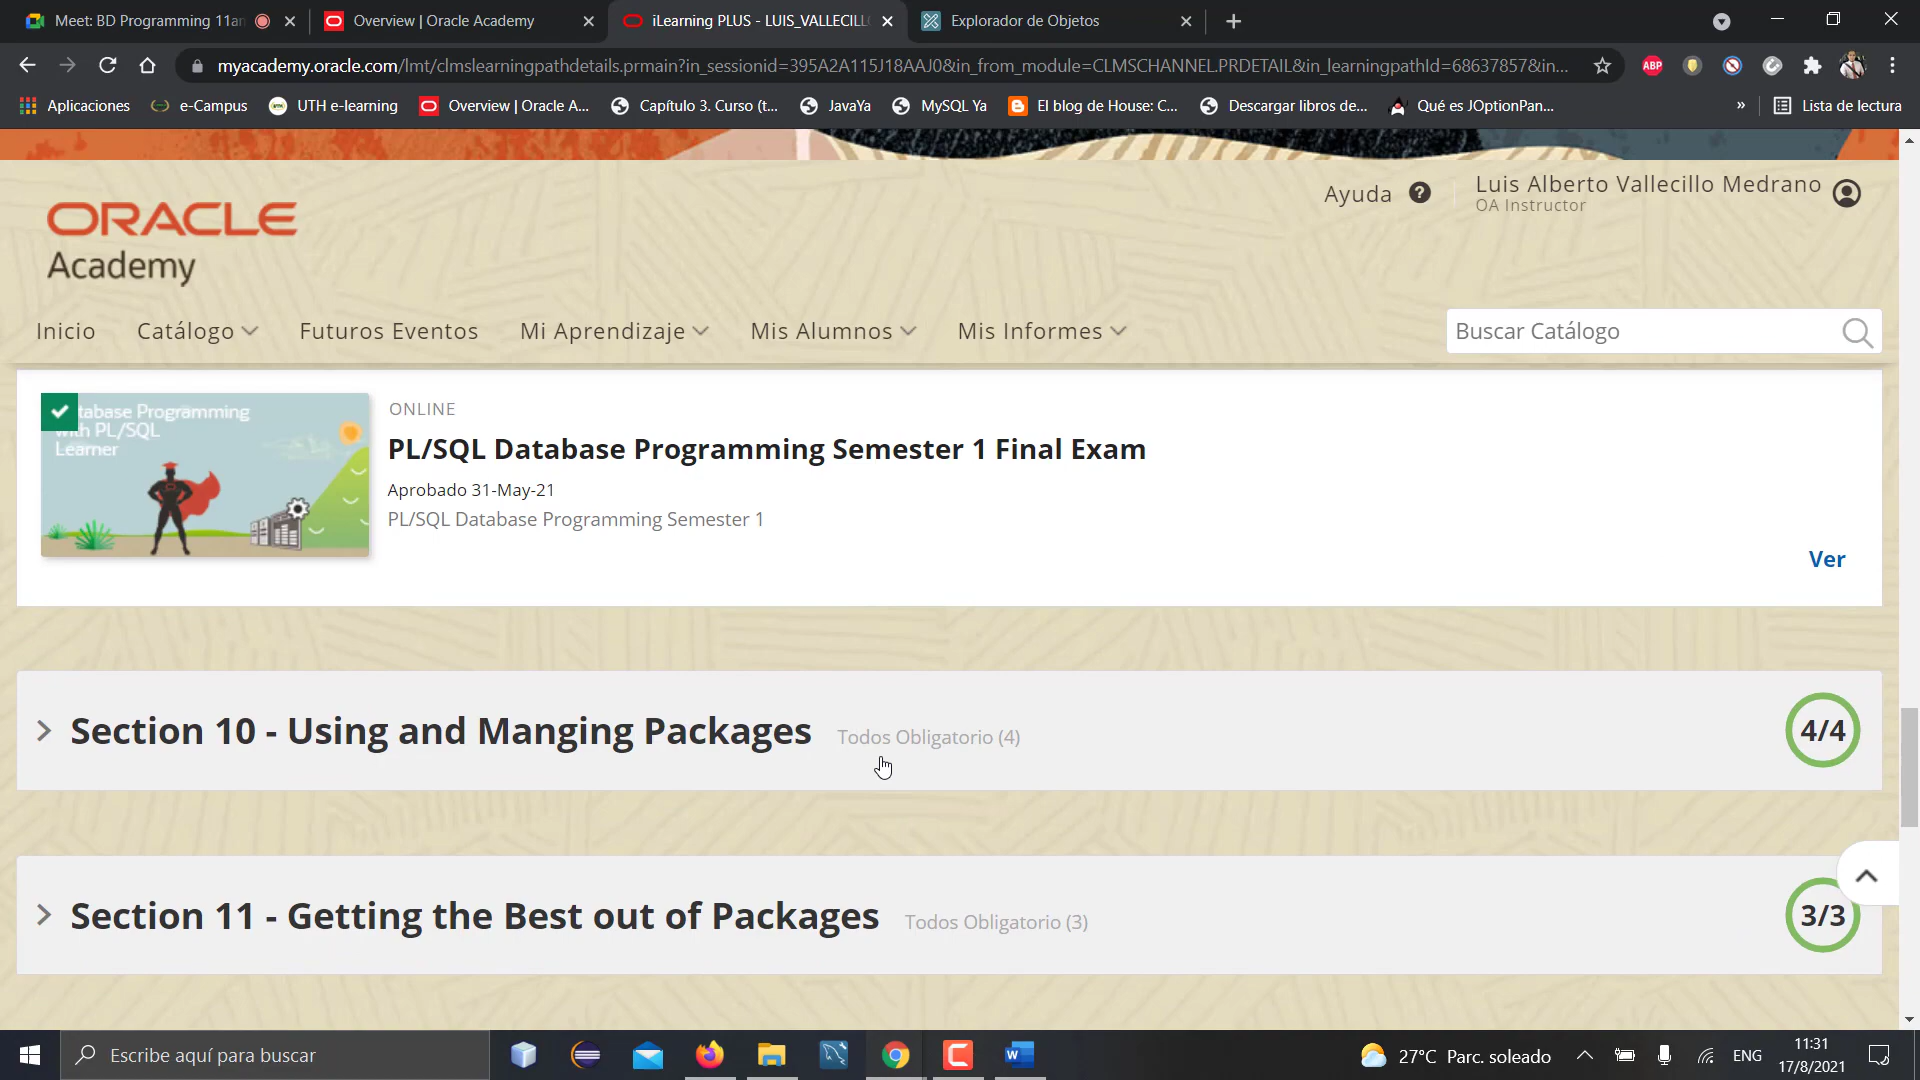 Meet: BD Programming 11am
Overview | Oracle Academy
iLearning PLUS - LUIS_VALLECILLO
Explorador de Objetos
myacademy.oracle.com/lmt/clmslearningpathdetails.prmain?in_sessionid=395A2A115J18AAJ0&in_from_module=CLMSCHANNEL.PRDETAIL&in_learningpathId=68637857&in...
ABP
Aplicaciones
e-Campus
UTH e-learning
Overview | Oracle A...
Capítulo 3. Curso (t...
JavaYa
MySQL Ya
El blog de House: C...
Descargar libros de...
Qué es JOptionPan...
»
Lista de lectura
ORACLE
Academy
Ayuda
Luis Alberto Vallecillo Medrano
OA Instructor
Inicio
Catálogo
Futuros Eventos
Mi Aprendizaje
Mis Alumnos
Mis Informes
Buscar Catálogo
tabase Programming
with PL/SQL
Learner
ONLINE
PL/SQL Database Programming Semester 1 Final Exam
Aprobado 31-May-21
PL/SQL Database Programming Semester 1
Ver
Section 10 - Using and Manging Packages
Todos Obligatorio (4)
4/4
Section 11 - Getting the Best out of Packages
Todos Obligatorio (3)
3/3
Escribe aquí para buscar
27°C Parc. soleado
ENG
11:31
17/8/2021